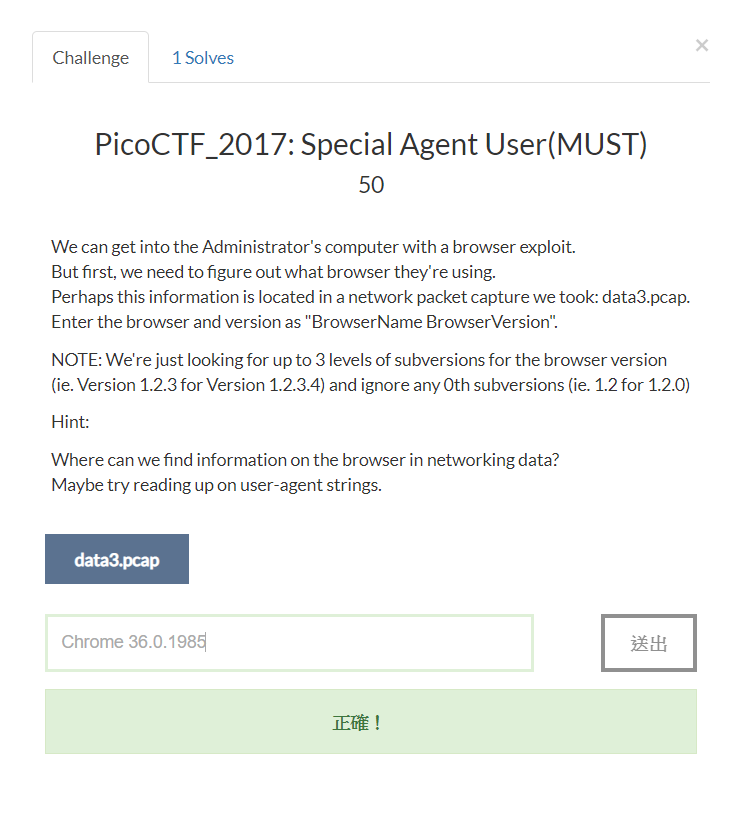 Challenge
1 Solves
×
PicoCTF_2017: Special Agent User(MUST)
50
We can get into the Administrator's computer with a browser exploit.
But first, we need to figure out what browser they're using.
Perhaps this information is located in a network packet capture we took: data3.pcap.
Enter the browser and version as "BrowserName BrowserVersion".
NOTE: We're just looking for up to 3 levels of subversions for the browser version
(ie. Version 1.2.3 for Version 1.2.3.4) and ignore any 0th subversions (ie. 1.2 for 1.2.0)
Hint:
Where can we find information on the browser in networking data?
Maybe try reading up on user-agent strings.
data3.pcap
Chrome 36.0.1985
送出
正確！